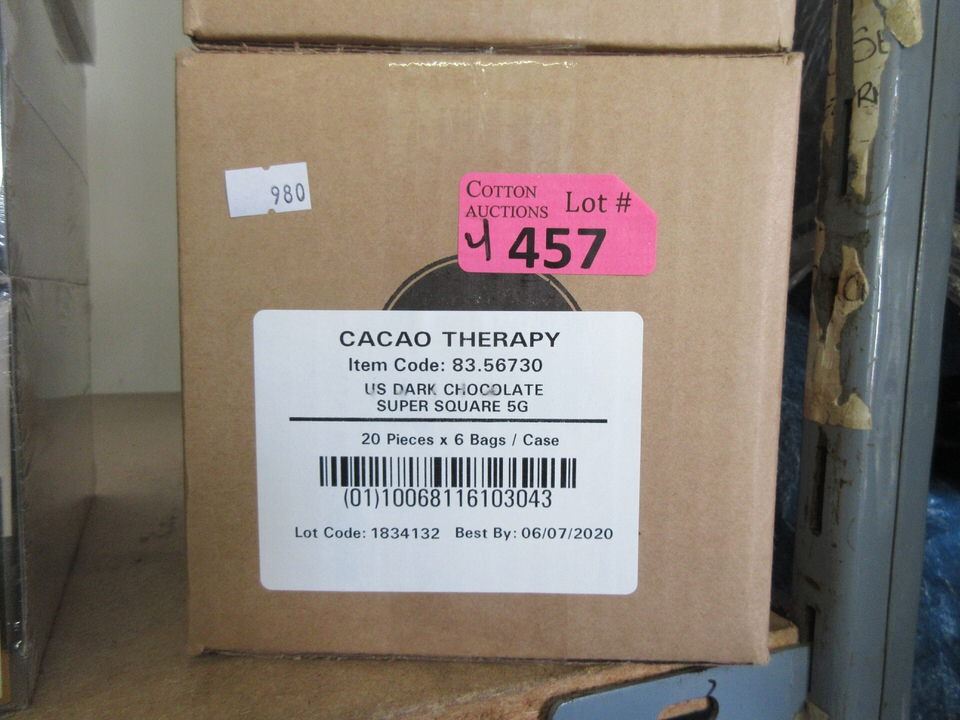 980
COTTON
AUCTIONS Lot #
4 457
CACAO THERAPY
Item Code: 83.56730
US DARK CHOCOLATE
SUPER SQUARE 5G
20 Pieces x 6 Bags / Case
(01)10068116103043
Lot Code: 1834132 Best By: 06/07/2020